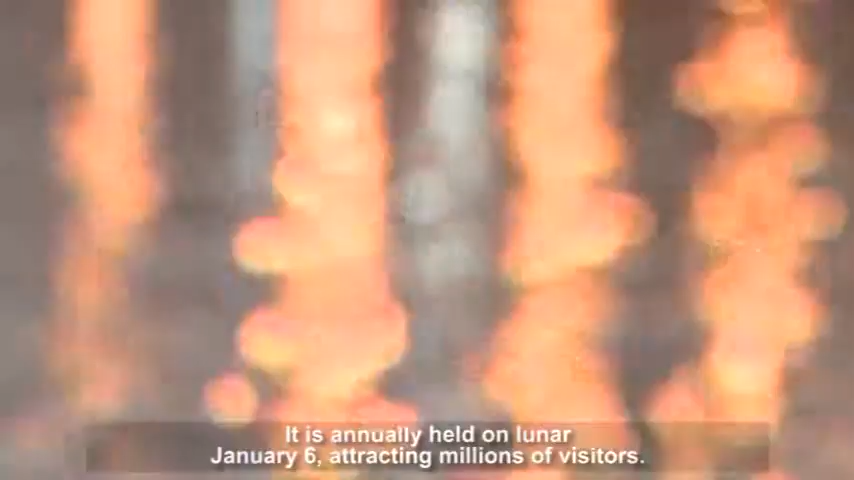 It is annually held on lunar
January 6, attracting millions of visitors.